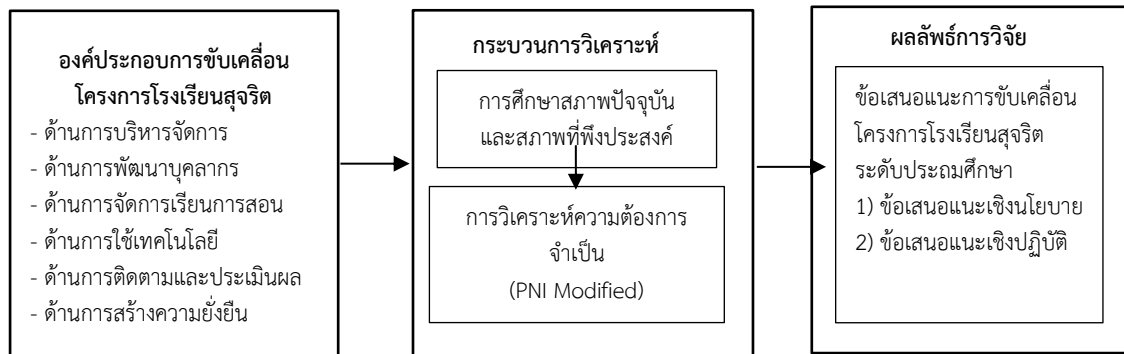 องค์ประกอบการขับเคลื่อน
โครงการโรงเรียนสุจริต
- ด้านการบริหารจัดการ
- ด้านการพัฒนาบุคลากร
- ด้านการจัดการเรียนการสอน
- ด้านการใช้เทคโนโลยี
- ด้านการติดตามและประเมินผล
- ด้านการสร้างความยั่งยืน
กระบวนการวิเคราะห์
การศึกษาสภาพปัจจุบัน
และสภาพที่พึงประสงค์
การวิเคราะห์ความต้องการ
จำเป็น
(PNI Modified)
ผลลัพธ์การวิจัย
ข้อเสนอแนะการขับเคลื่อน
โครงการโรงเรียนสุจริต
ระดับประถมศึกษา
1) ข้อเสนอแนะเชิงนโยบาย
2) ข้อเสนอแนะเชิงปฏิบัติ